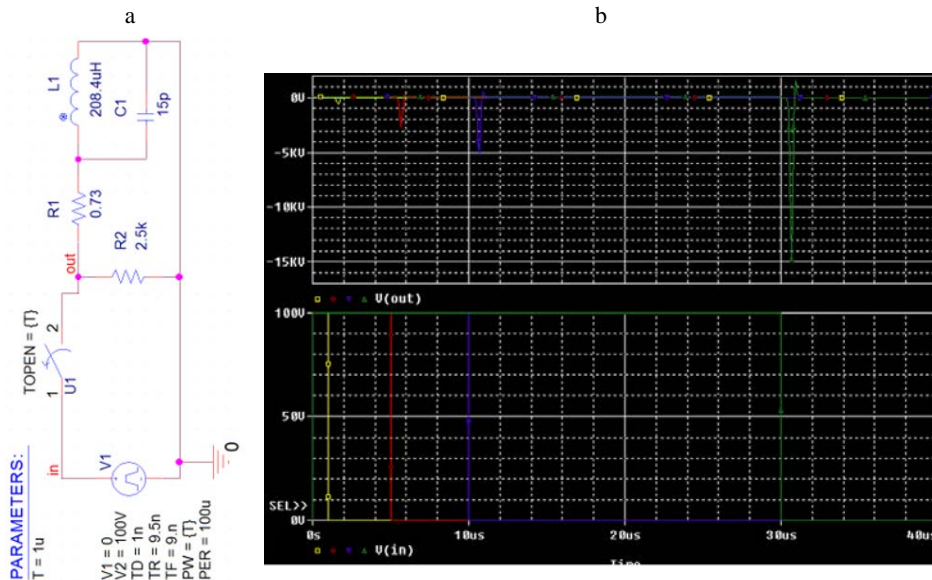 a
b
L1
208.4uH
C1
15p
R1
0.73
R2
2.5k
out
TOPEN = {T}
2
1
U1
in
V1
0
V1 = 0
V2 = 100V
TD = 1n
TR = 9.5n
TF = 9.n
PW = {T}
PER = 100u
PARAMETERS:
T = 1u
0V
-5KV
-10KV
-15KV
V(out)
100V
50V
SEL>>
0V
0s
10us
20us
30us
40us
V(in)
Time